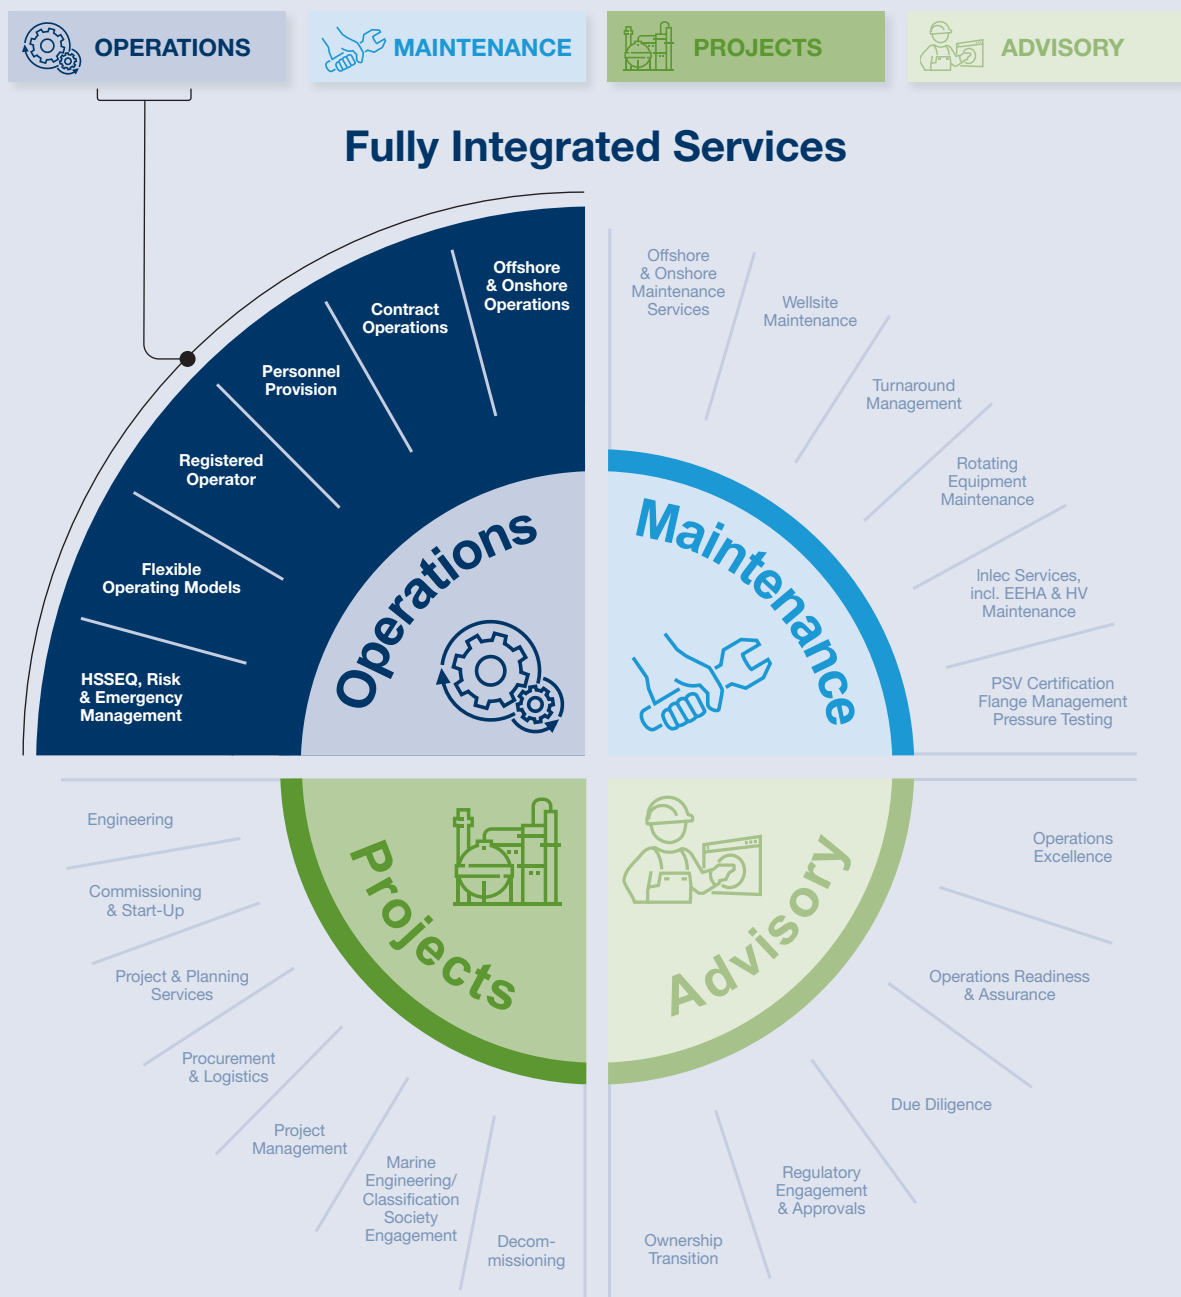 OPERATIONS
MAINTENANCE
PROJECTS
ADVISORY
Fully Integrated Services
Offshore
& Onshore
Operations
Contract
Operations
Personnel
Provision
Registered
Operator
Flexible
Operating Models
HSSEQ, Risk
& Emergency
Management
Operations
Offshore
& Onshore
Maintenance
Services
Wellsite
Maintenance
Turnaround
Management
Rotating
Equipment
Maintenance
Inlec Services,
incl. EEHA & HV
Maintenance
PSV Certification
Flange Management
Pressure Testing
Maintenance
Engineering
Commissioning
& Start-Up
Project & Planning
Services
Procurement
& Logistics
Project
Management
Marine
Engineering/
Classification
Society
Engagement
Decom-
missioning
Projects
Advisory
Operations
Excellence
Operations Readiness
& Assurance
Due Diligence
Regulatory
Engagement
& Approvals
Ownership
Transition